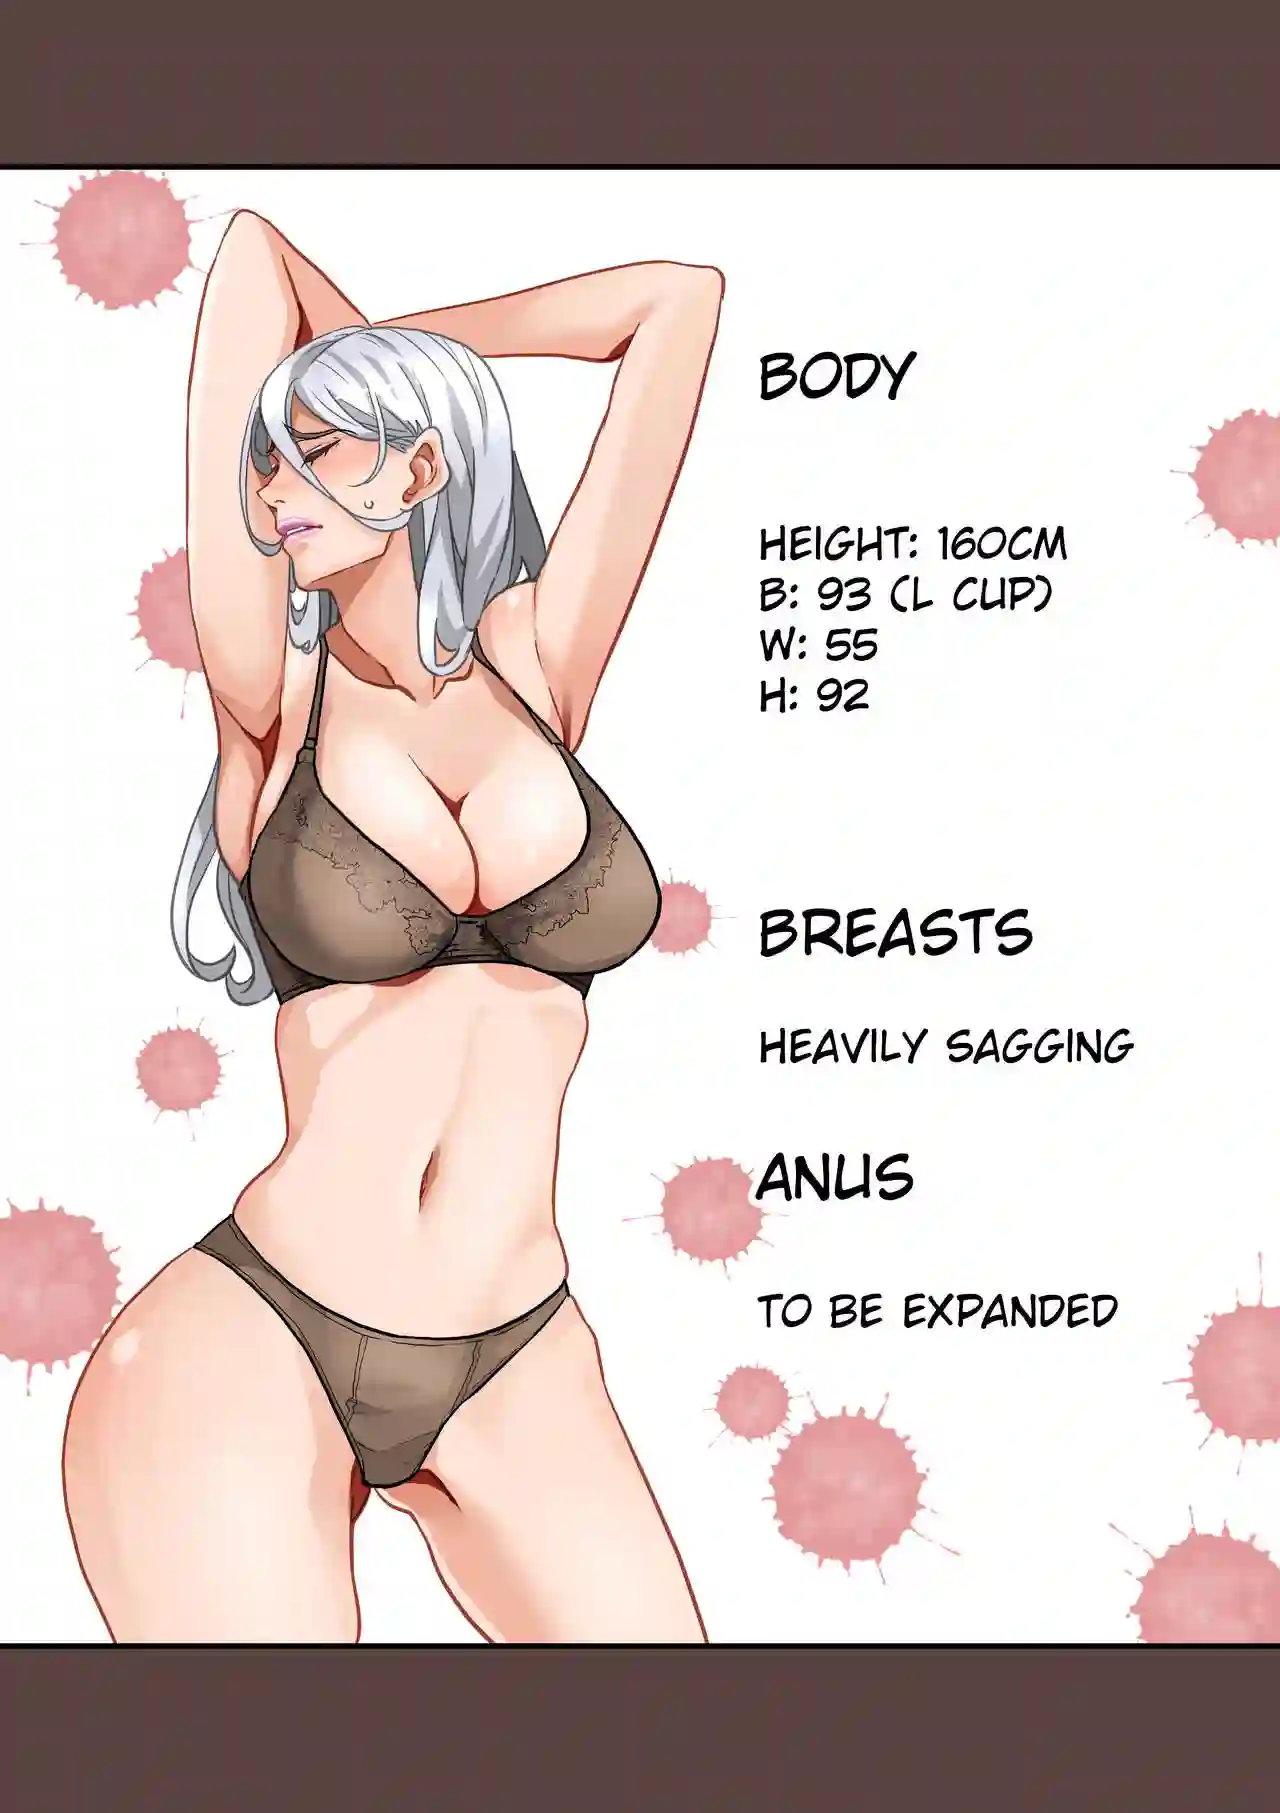 BODY
HEIGHT: 160CM
B: 93 (L CUP)
W: 55
H: 92
BREASTS
HEAVILY SAGGING
ANUS
TO BE EXPANDED